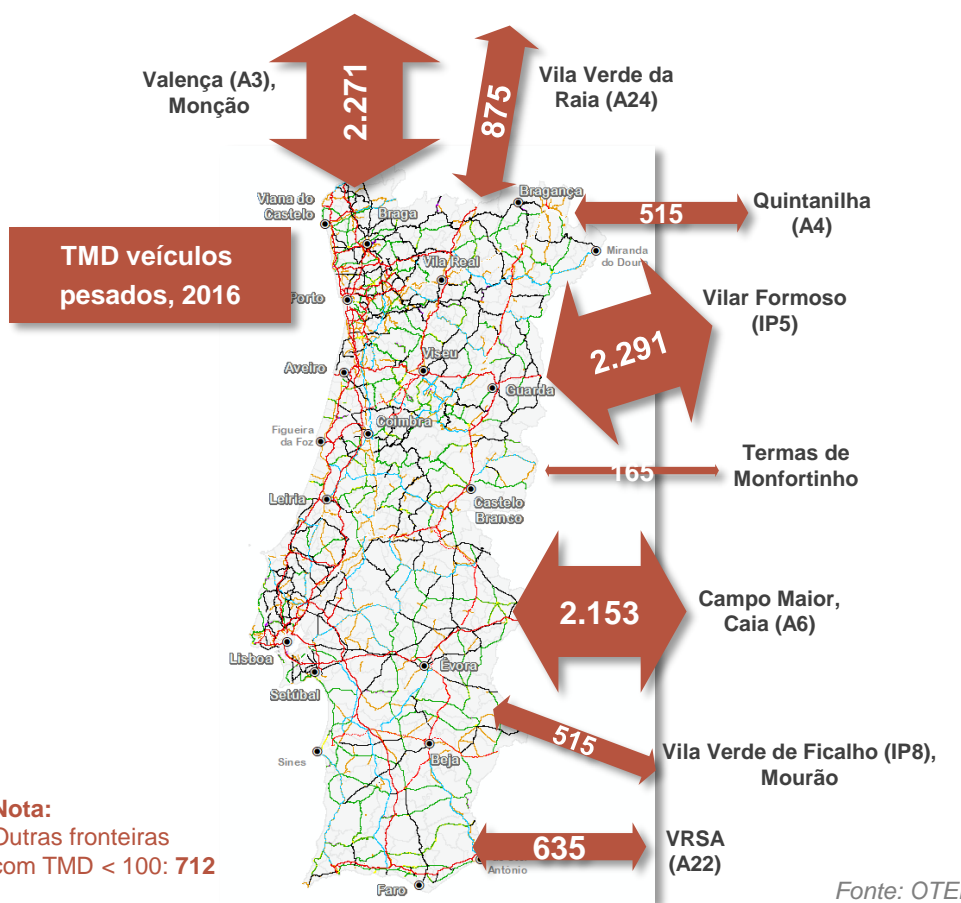 Valença (A3),
Monção
2.271
875
Vila Verde da
Raia (A24)
Viana do
Castelo
Braga
Bragança
515
Quintanilha
(A4)
TMD veículos
pesados, 2016
Miranda
do Douro
Vila Real
Porto
Vilar Formoso
(IP5)
2.291
Viseu
Aveiro
Guarda
Coimbra
Figueira
da Foz
165
Termas de
Monfortinho
Leiria
Castelo
Branco
2.153
Campo Maior,
Caia (A6)
Lisboa
Évora
Setúbal
515
Sines
Beja
Vila Verde de Ficalho (IP8),
Mourão
Nota:
Outras fronteiras
com TMD < 100: 712
635
VRSA
(A22)
António
Faro
Fonte: OTEP